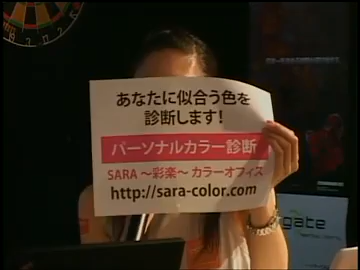 あなたに似合う色を
診断します!
パーソナルカラー診断
SARA ～彩楽～ カラーオフィス
http://sara-color.com
gate